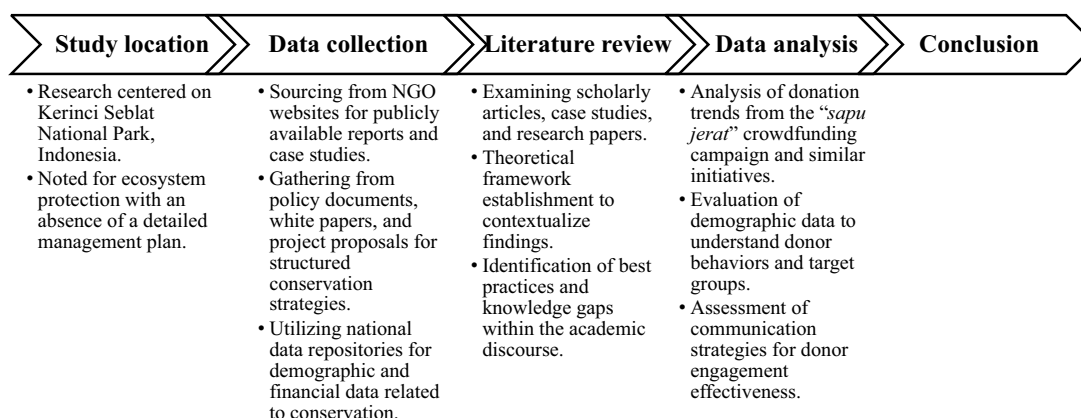 Study location
Data collection
Literature review
Data analysis
Conclusion
• Research centered on
Kerinci Seblat
National Park,
Indonesia.
• Noted for ecosystem
protection with an
absence of a detailed
management plan.
• Sourcing from NGO
websites for publicly
available reports and
case studies.
• Gathering from
policy documents,
white papers, and
project proposals for
structured
conservation
strategies.
• Utilizing national
data repositories for
demographic and
financial data related
to conservation.
• Examining scholarly
articles, case studies,
and research papers.
• Theoretical
framework
establishment to
contextualize
findings.
• Identification of best
practices and
knowledge gaps
within the academic
discourse.
• Analysis of donation
trends from the “sapu
jerat” crowdfunding
campaign and similar
initiatives.
• Evaluation of
demographic data to
understand donor
behaviors and target
groups.
• Assessment of
communication
strategies for donor
engagement
effectiveness.